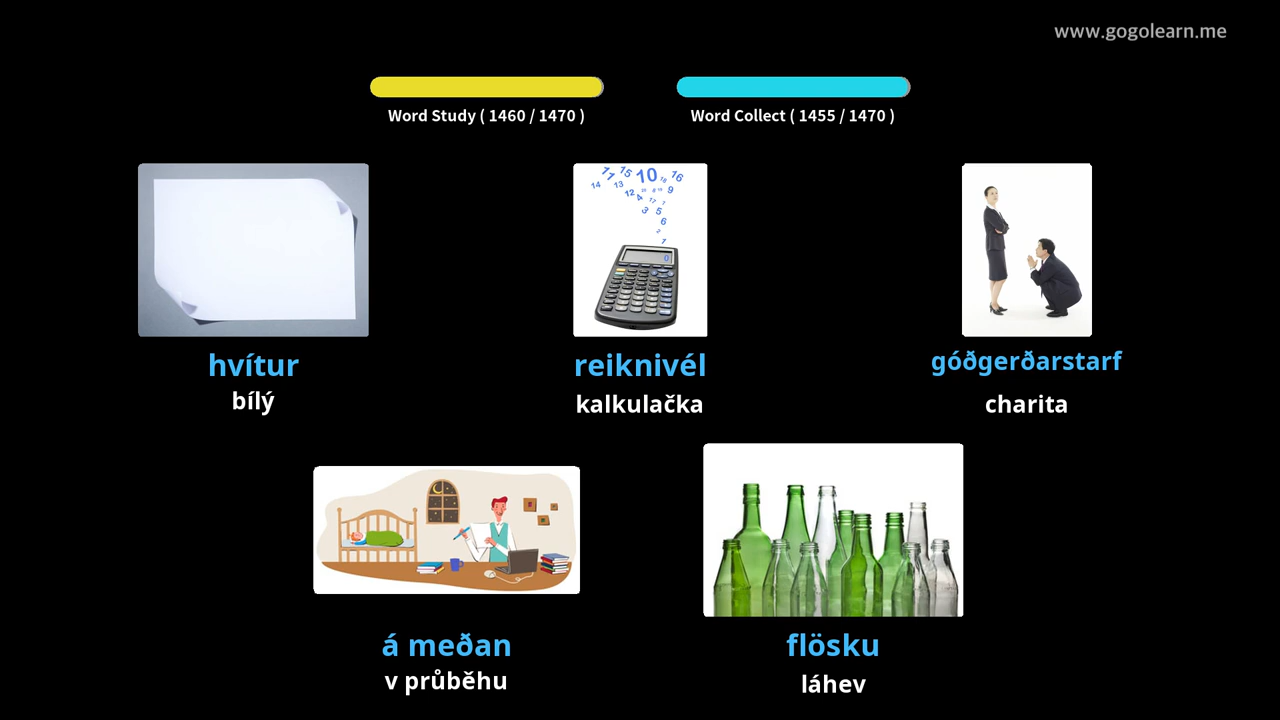 www.gogolearn.me
Word Study ( 1460 / 1470 )
Word Collect ( 1455 / 1470 )
hvítur
bílý
reiknivél
kalkulačka
góðgerðarstarf
charita
á meðan
v průběhu
flösku
láhev